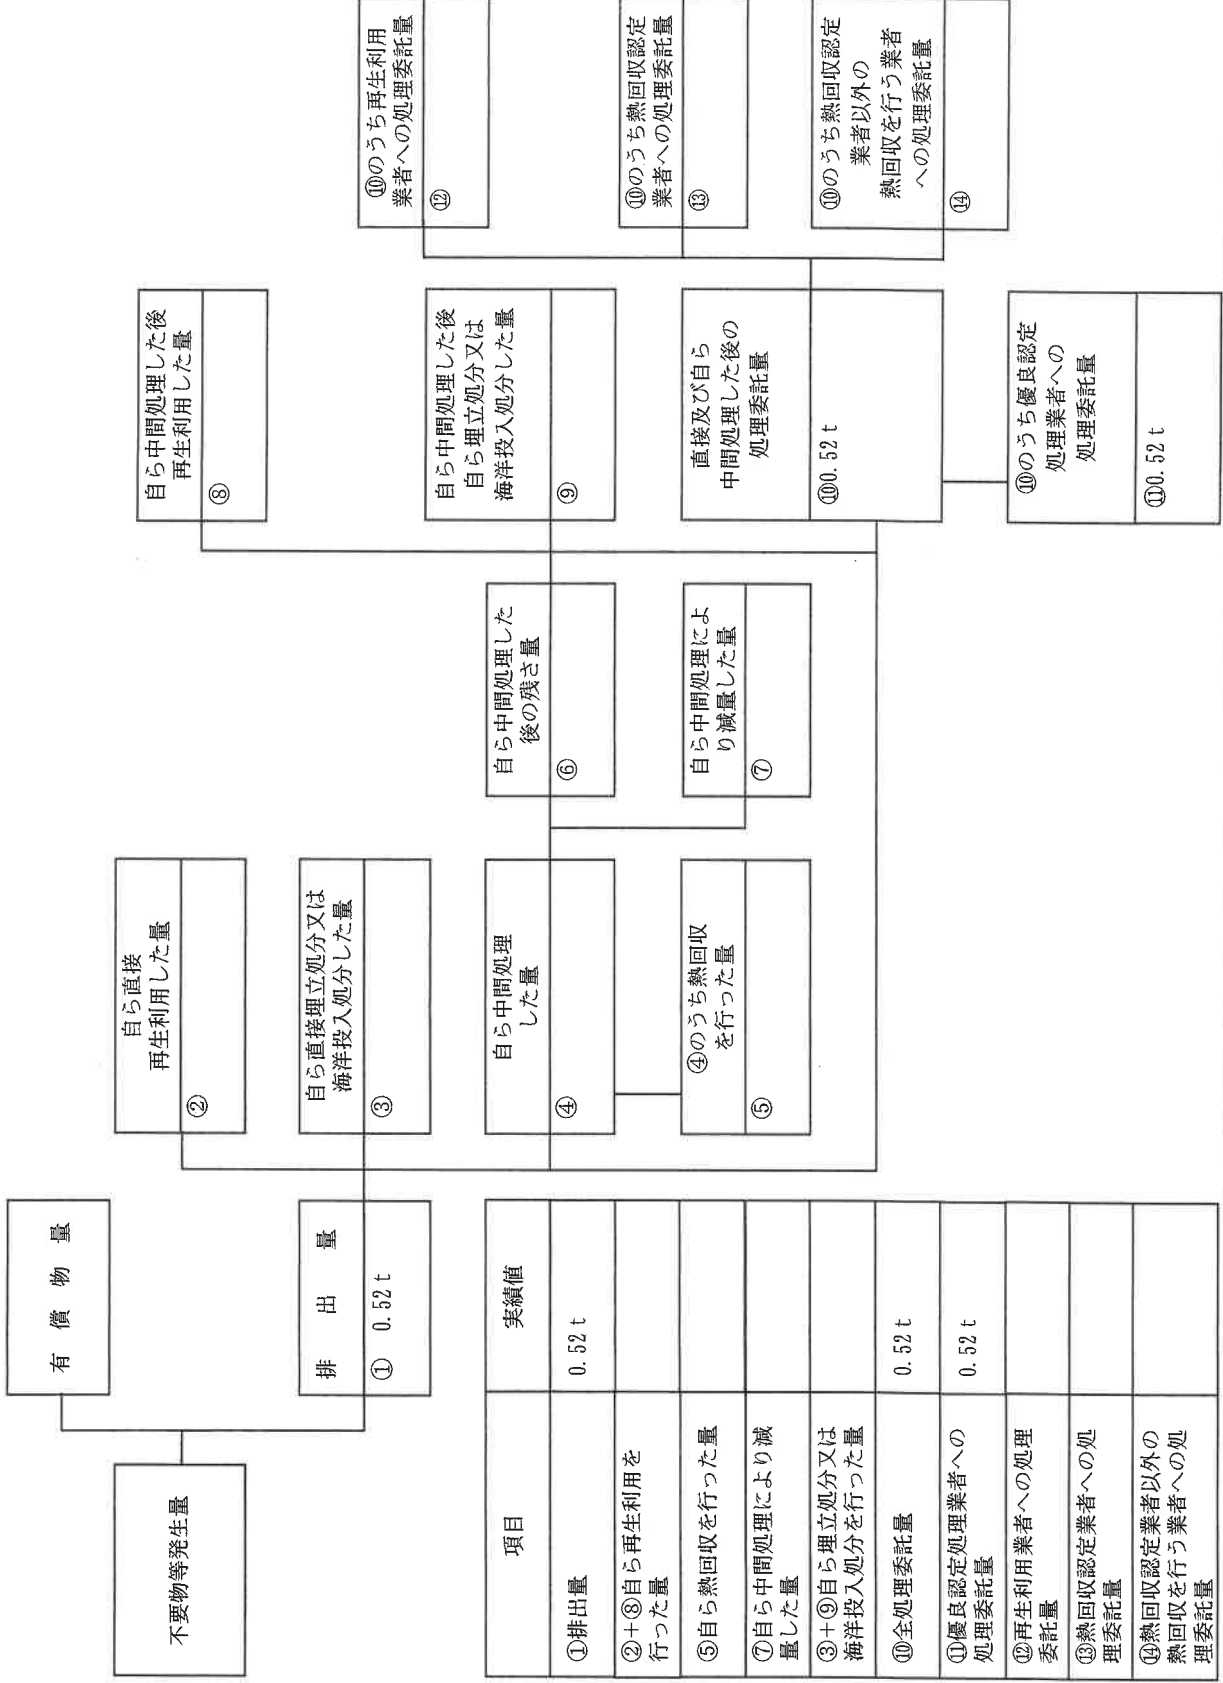 不要物等発生量
有償物量
排出量
① 0.52t
自ら直接
再生利用した量
②
自ら直接埋立処分又は
海洋投入処分した量
③
自ら中間処理
した量
④
④のうち熱回収
を行った量
⑤
自ら中間処理した
後の残さ量
⑥
自ら中間処理によ
り減量した量
⑦
自ら中間処理した後
再生利用した量
⑧
自ら中間処理した後
自ら埋立処分又は
海洋投入処分した量
⑨
直接及び自ら
中間処理した後の
処理委託量
⑩0.52t
⑩のうち優良認定
処理業者への
処理委託量
⑪0.52t
⑩のうち再生利用
業者への処理委託量
⑫
⑩のうち熱回収認定
業者への処理委託量
⑬
⑩のうち熱回収認定
業者以外の
熱回収を行う業者
への処理委託量
⑭
項目 実績値
①排出量 0.52t
②+⑧自ら再生利用を
行った量
⑤自ら熱回収を行った量
⑦自ら中間処理により減
量した量
③+⑨自ら埋立処分又は
海洋投入処分を行った量
⑩全処理委託量 0.52t
⑪優良認定処理業者への
処理委託量 0.52t
⑫再生利用業者への処理
委託量
⑬熱回収認定業者への処
理委託量
⑭熱回収認定業者以外の
熱回収を行う業者への処
理委託量